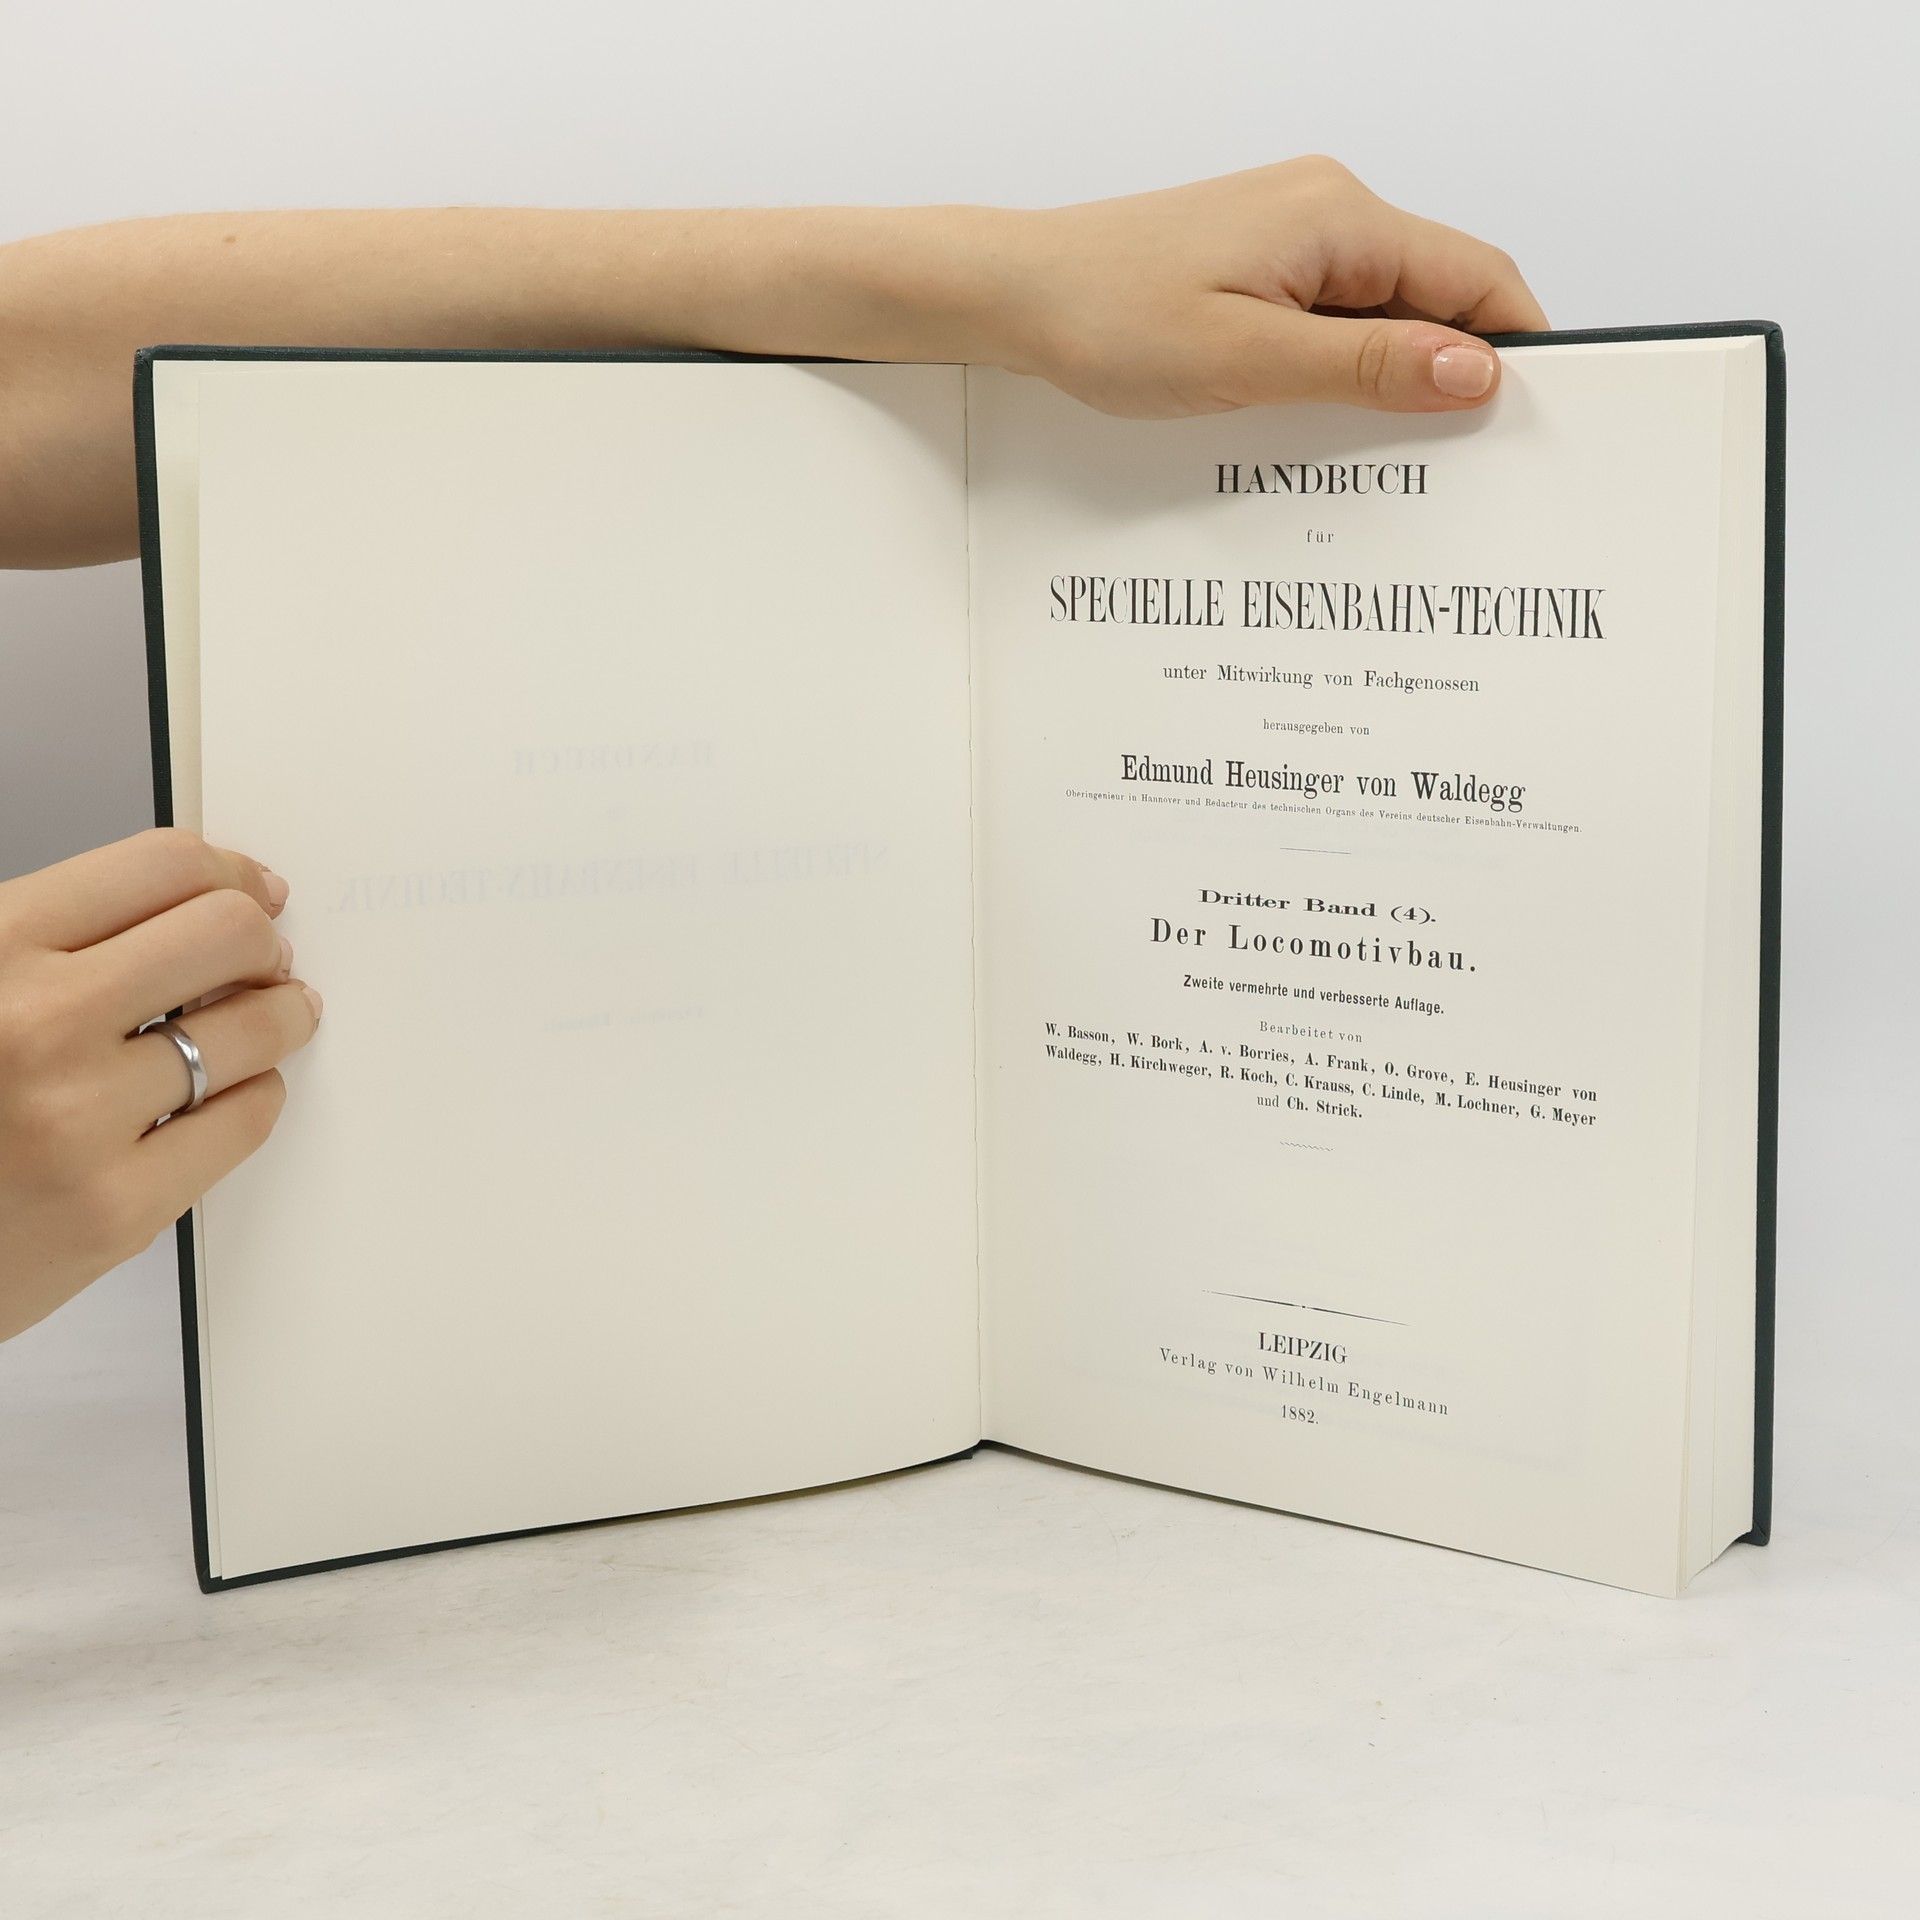 HANDBUCH
für
SPECIELLE EISENBAHN-TECHNIK
unter Mitwirkung von Fachgenossen
herausgegeben von
Edmund Heusinger von Waldegg
Oberingenieur in Hannover und Redacteur des technischen Organs des Vereins deutscher Eisenbahn-Verwaltungen.
Dritter Band (4).
Der Locomotivbau.
Zweite vermehrte und verbesserte Auflage.
Bearbeitet von
W. Basson, W. Bork, A. v. Borries, A. Frank, O. Grove, E. Heusinger von
Waldegg, H. Kirchweger, R. Koch, C. Krauss, C. Linde, M. Lochner, G. Meyer
und Ch. Strick.
LEIPZIG
Verlag von Wilhelm Engelmann
1882.